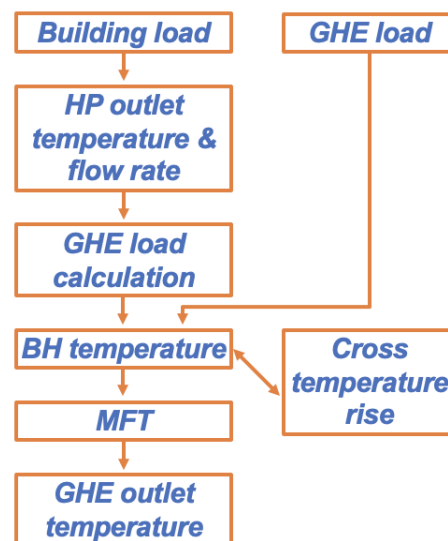 Building load
GHE load
HP outlet
temperature &
flow rate
GHE load
calculation
BH temperature
Cross
temperature
rise
MFT
GHE outlet
temperature